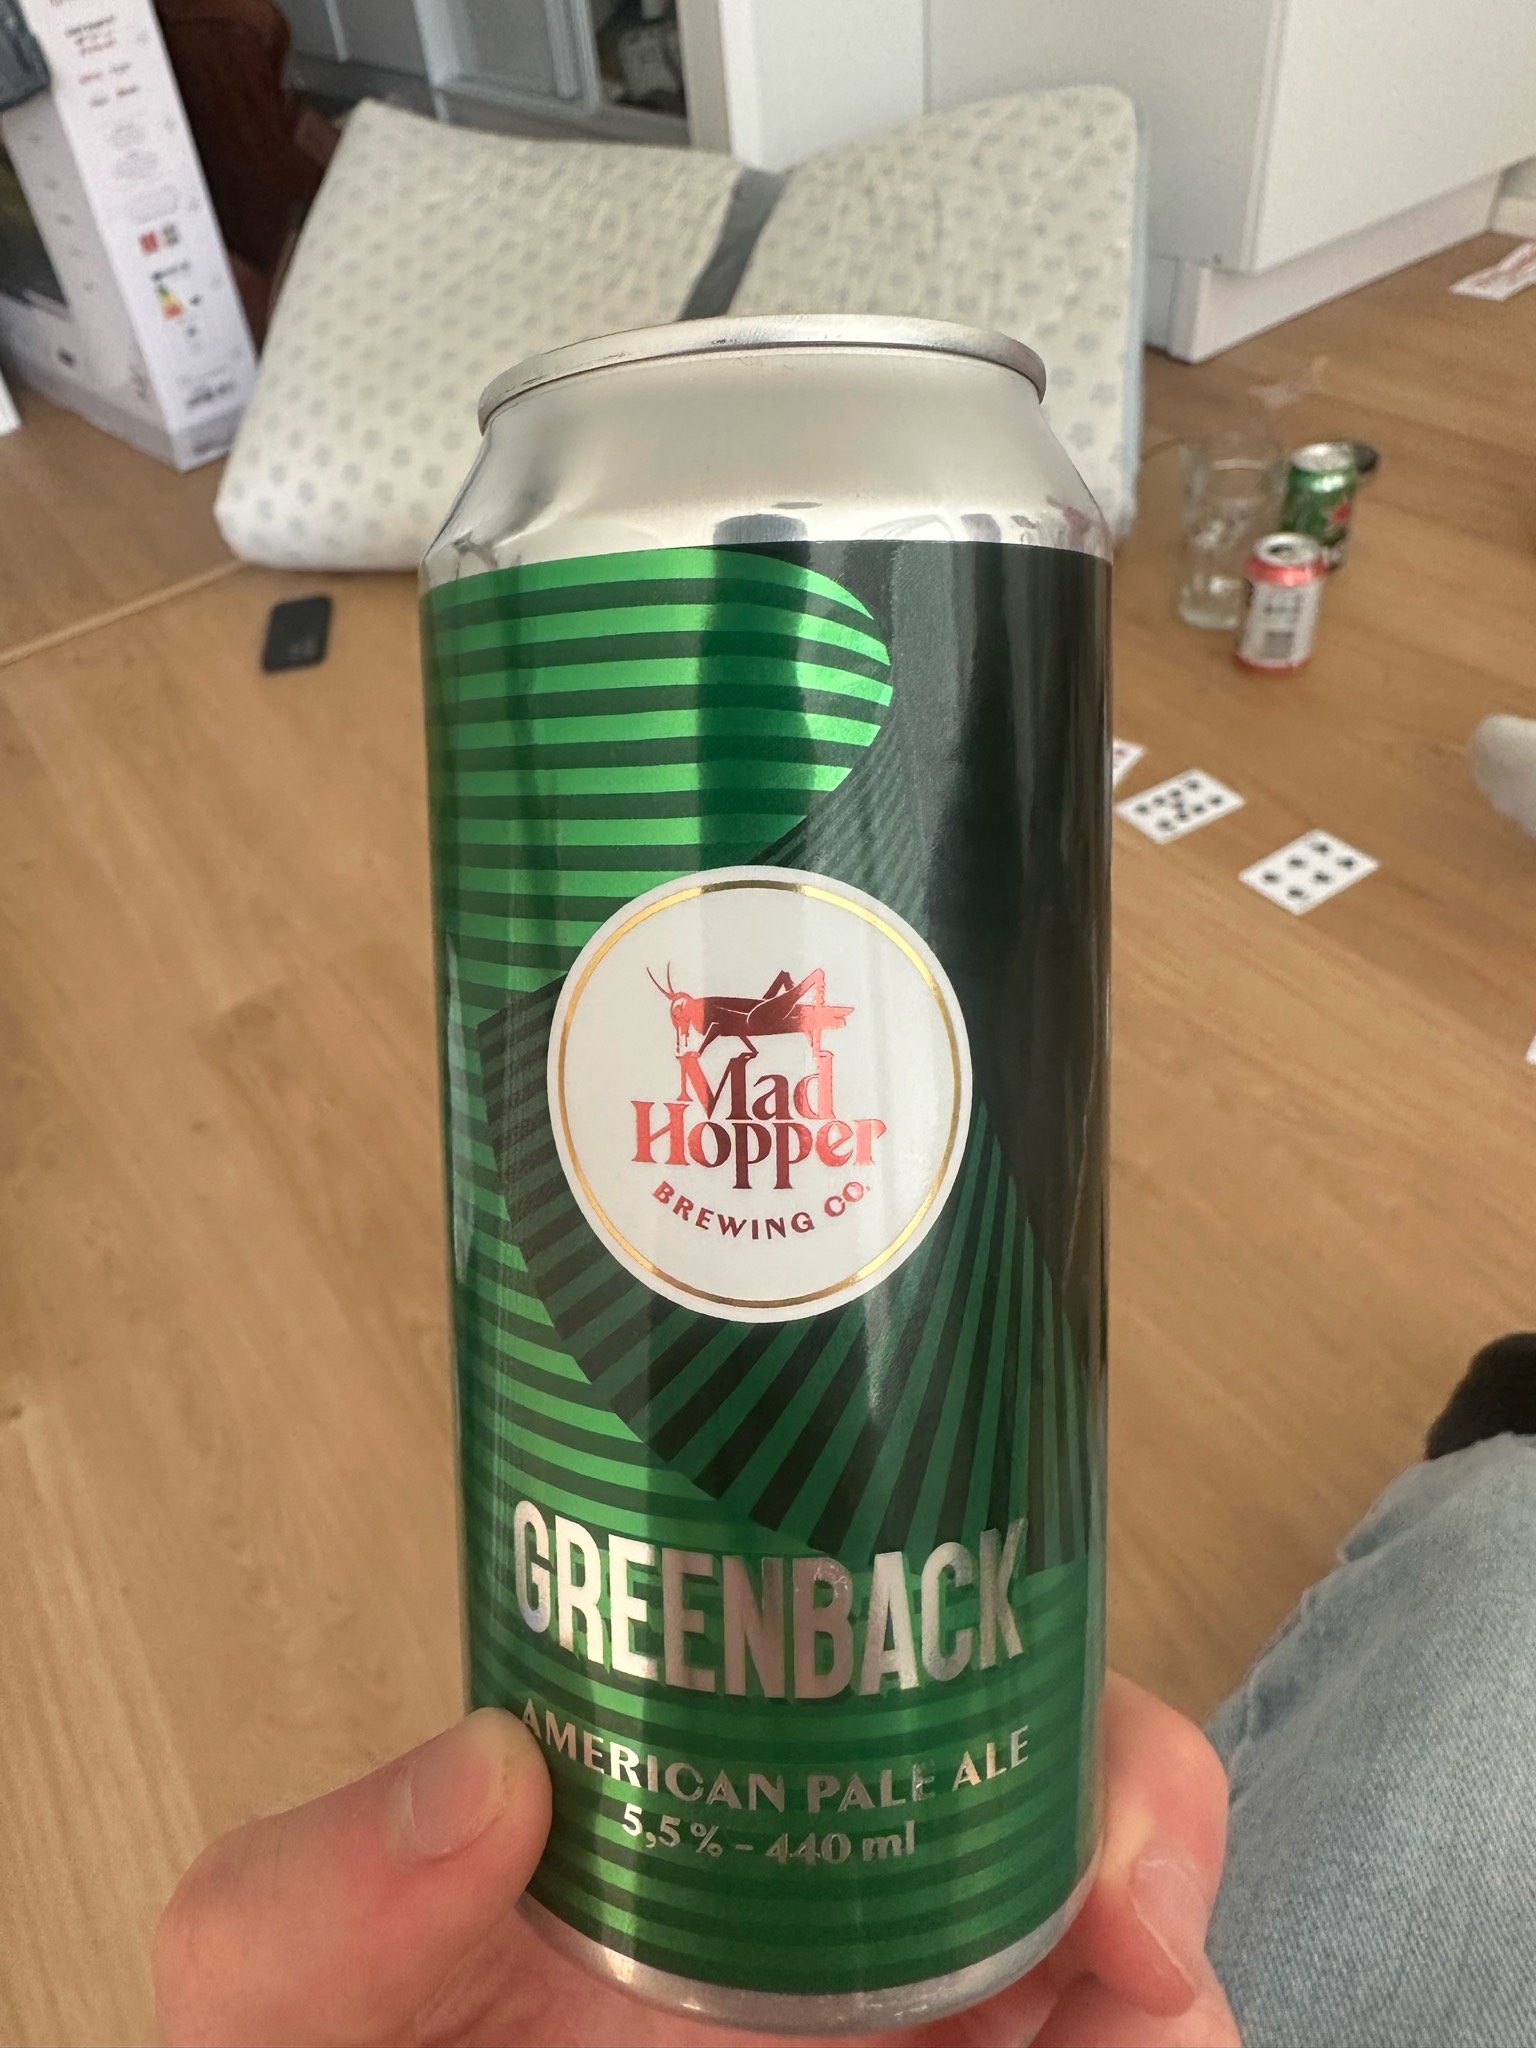 Mad
Hopper
BREWING CO.
GREENBACK
AMERICAN PALE ALE
5,5% - 440 ml